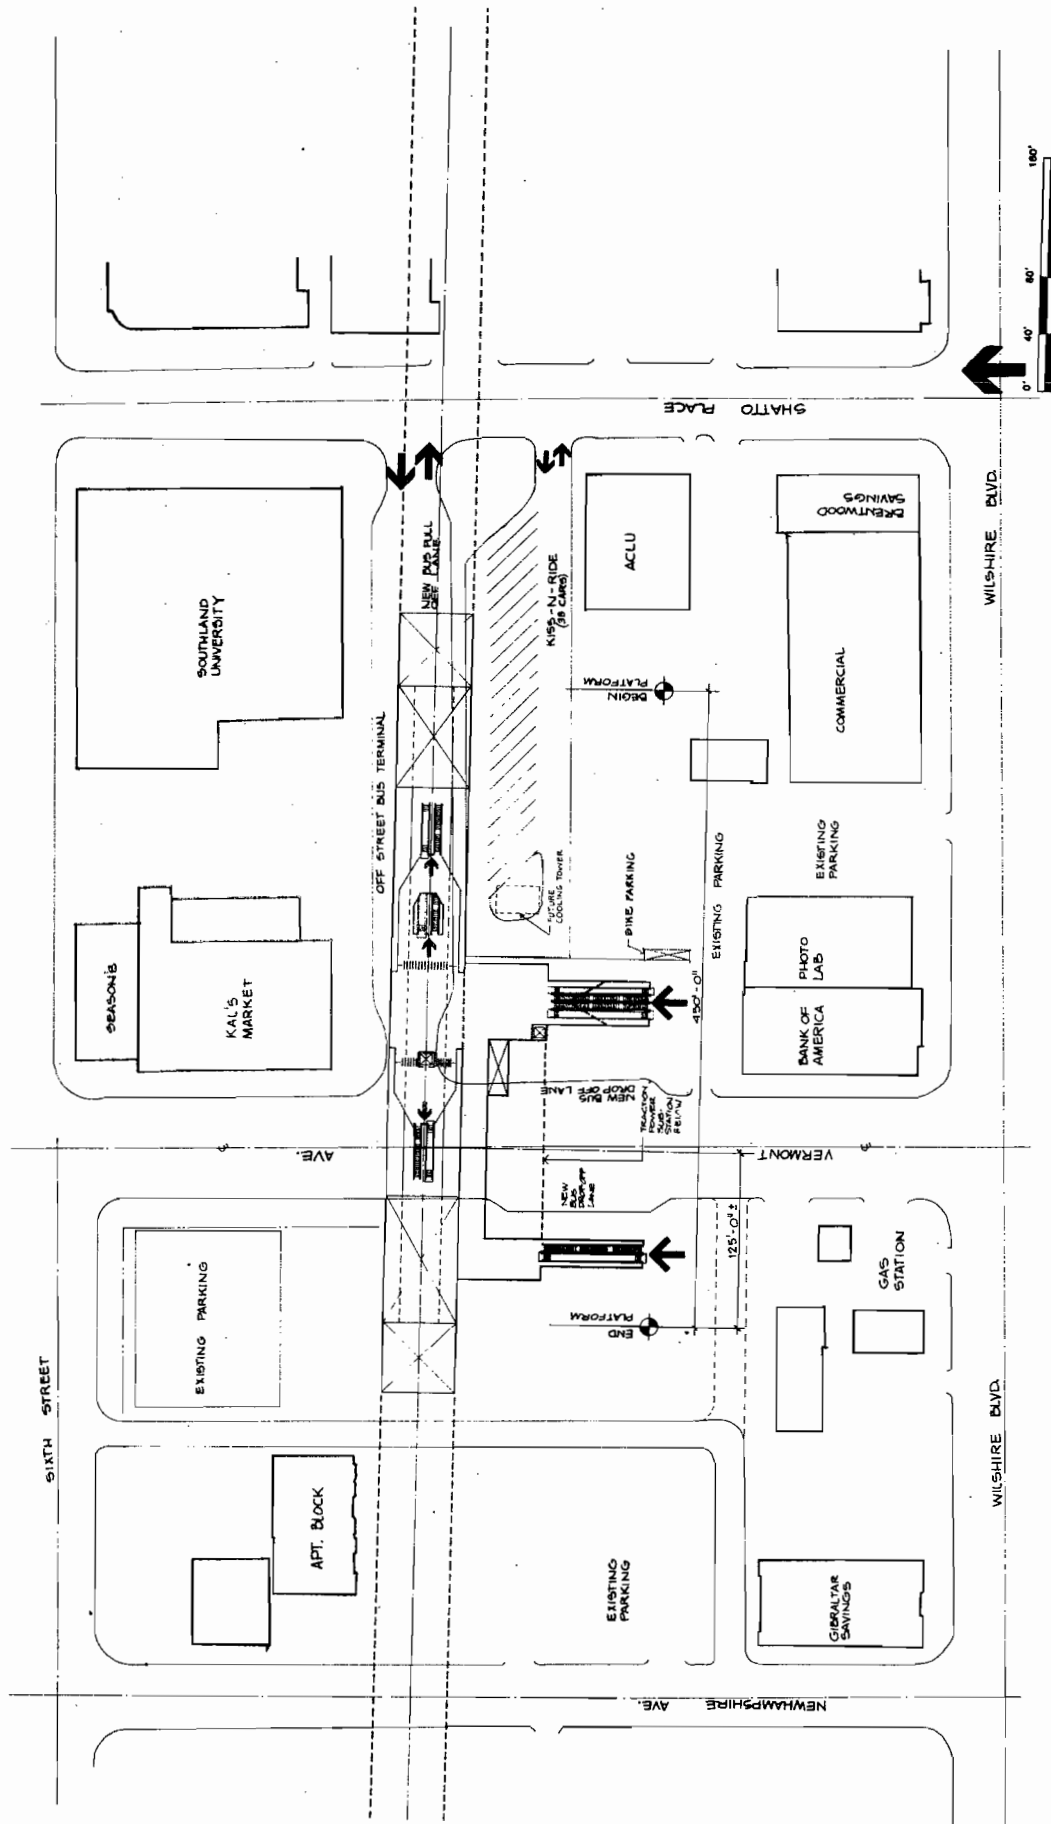 SIXTH STREET
SEASON'S
KAL'S
MARKET
SOUTHLAND
UNIVERSITY
EXISTING PARKING
APT. BLOCK
OFF STREET BUS TERMINAL
NEW BUS PULL
OFF LANE
KISS-N-RIDE
(38 CARS)
FUTURE
COOLING TOWER
BIKE PARKING
BEGIN
PLATFORM
ACLU
SHATTO PLACE
NEW BUS
DROP OFF LANE
TRACTION
POWER
SUB-
STATION
BELOW
NEW
BUS
DROPOFF
LANE
VERMONT AVE.
END
PLATFORM
450'-0"
125'-0" ±
EXISTING PARKING
EXISTING
PARKING
BRENTWOOD
SAVINGS
COMMERCIAL
PHOTO
LAB
BANK OF
AMERICA
GAS
STATION
EXISTING
PARKING
GIBRALTAR
SAVINGS
NEWHAMPSHIRE AVE.
WILSHIRE BLVD.
WILSHIRE BLVD.
0' 40' 80' 160'